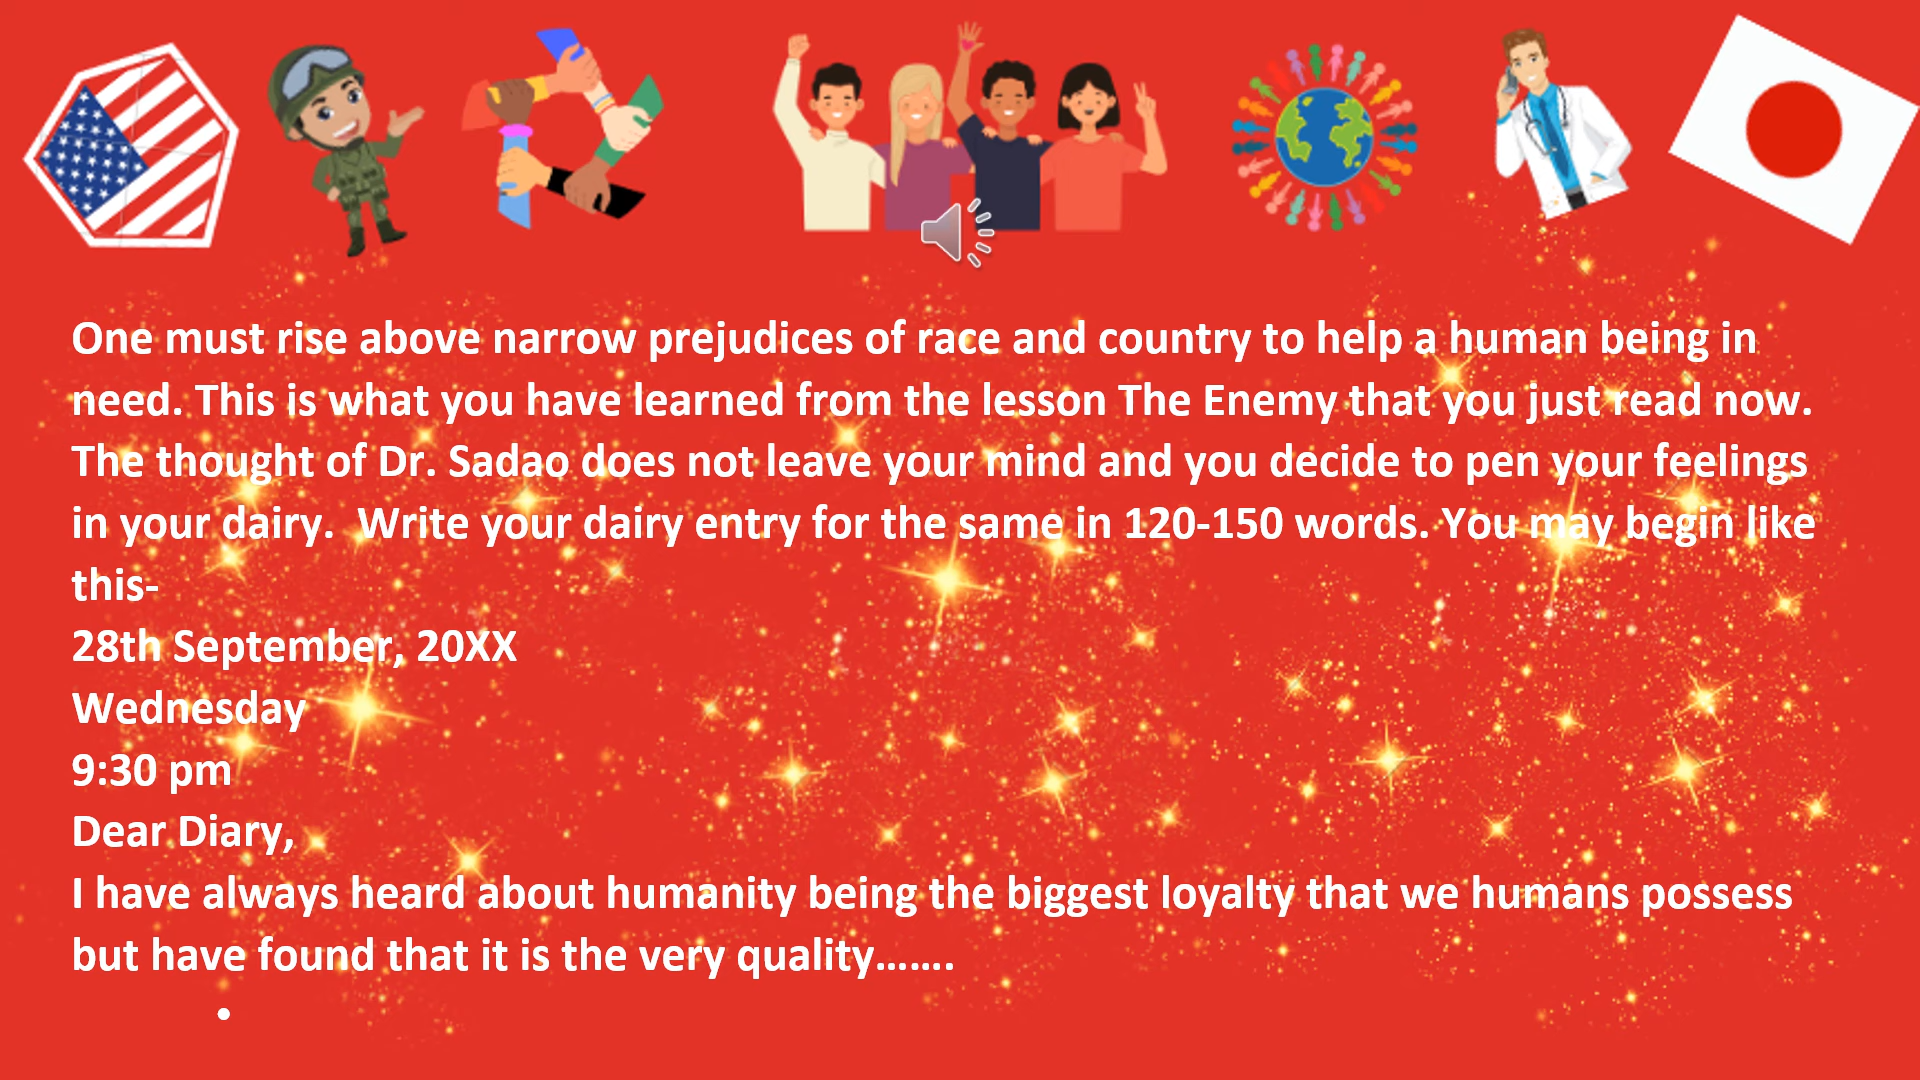 One must rise above narrow prejudices of race and country to help a human being in
need. This is what you have learned from the lesson The Enemy that you just read now.
The thought of Dr. Sadao does not leave your mind and you decide to pen your feelings
in your dairy.  Write your dairy entry for the same in 120-150 words. You may begin like
this-
28th September, 20XX
Wednesday
9:30 pm
Dear Diary,
I have always heard about humanity being the biggest loyalty that we humans possess
but have found that it is the very quality…….
•